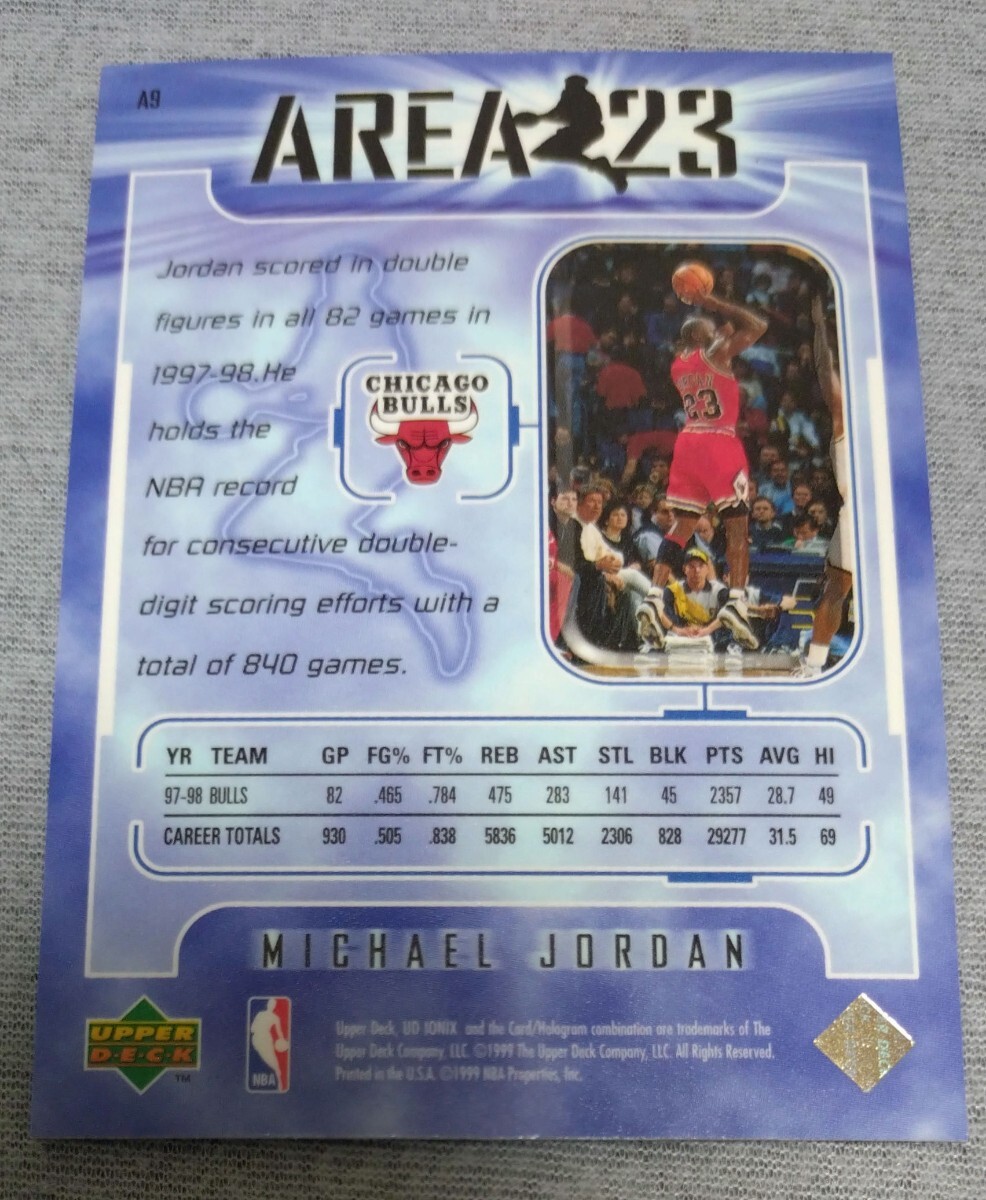 A9
AREA 23
Jordan scored in double
figures in all 82 games in
1997-98.He
holds the
NBA record
for consecutive double-
digit scoring efforts with a
total of 840 games.
CHICAGO
BULLS
23
YR TEAM GP FG% FT% REB AST STL BLK PTS AVG HI
97-98 BULLS 82 .465 .784 475 283 141 45 2357 28.7 49
CAREER TOTALS 930 .505 .838 5836 5012 2306 828 29277 31.5 69
MICHAEL JORDAN
UPPER
D·E·C·K
TM
NBA
Upper Deck, UD IONIX and the Card/Hologram combination are trademarks of The
Upper Deck Company, LLC. ©1999 The Upper Deck Company, LLC. All Rights Reserved.
Printed in the U.S.A. ©1999 NBA Properties, Inc.